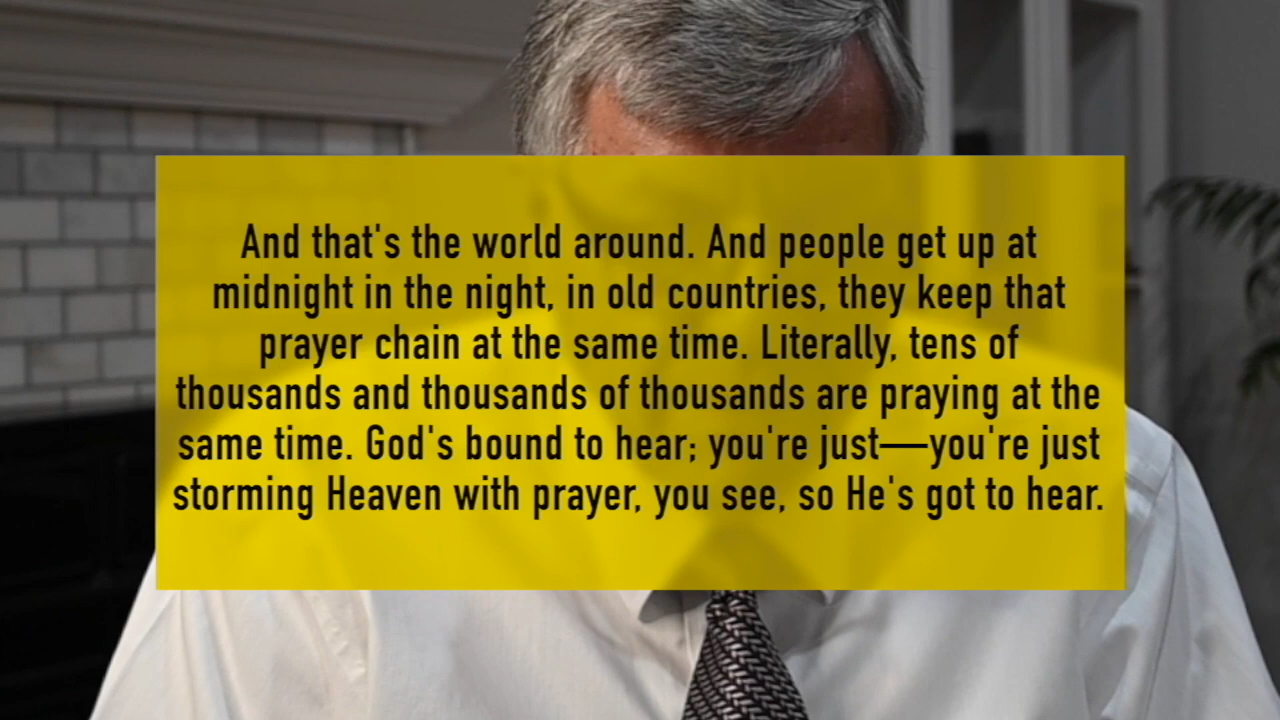 And that's the world around. And people get up at
midnight in the night, in old countries, they keep that
prayer chain at the same time. Literally, tens of
thousands and thousands of thousands are praying at the
same time. God's bound to hear; you're just—you're just
storming Heaven with prayer, you see, so He's got to hear.